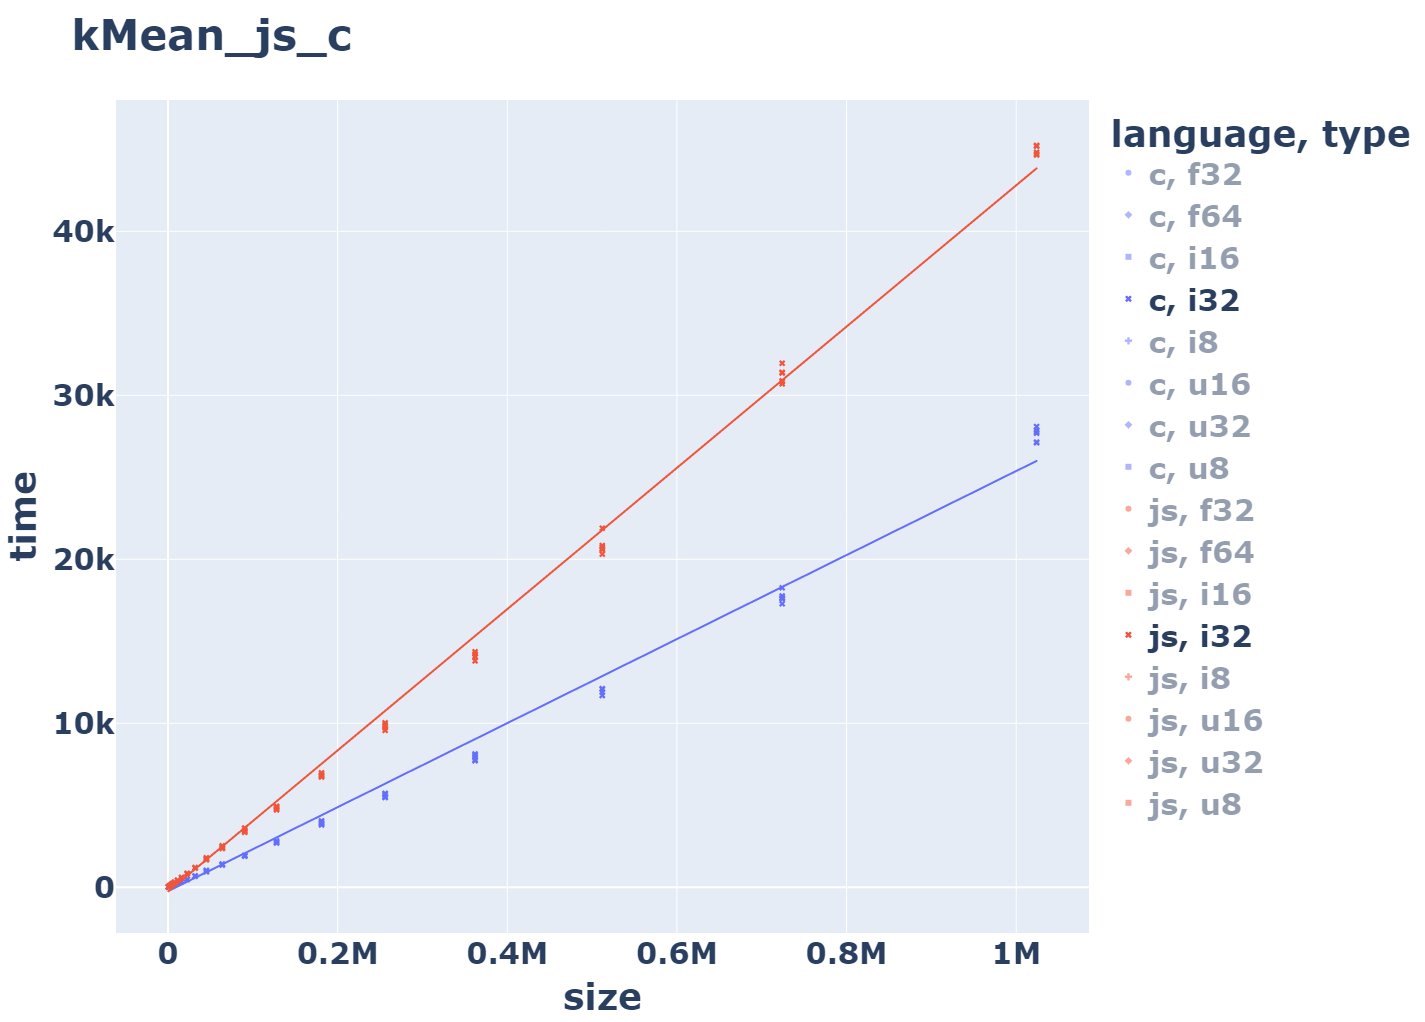 kMean_js_c
language, type
c, f32
c, f64
c, i16
c, i32
c, i8
c, u16
c, u32
c, u8
js, f32
js, f64
js, i16
js, i32
js, i8
js, u16
js, u32
js, u8
time
40k
30k
20k
10k
0
0 0.2M 0.4M 0.6M 0.8M 1M
size